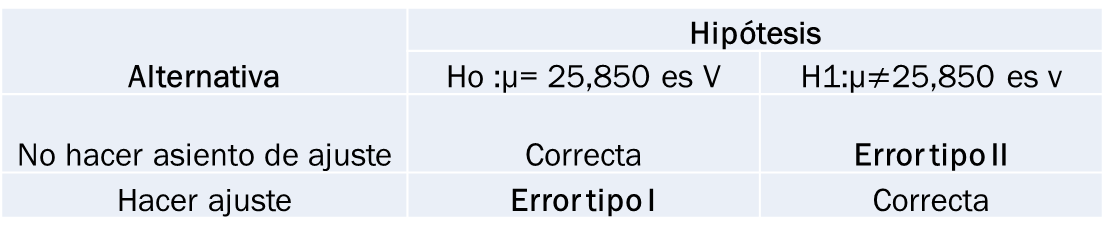 Hipótesis
Alternativa
Ho :µ= 25,850 es V
H1:µ≠25,850 es v
No hacer asiento de ajuste
Correcta
Error tipo II
Hacer ajuste
Error tipo I
Correcta